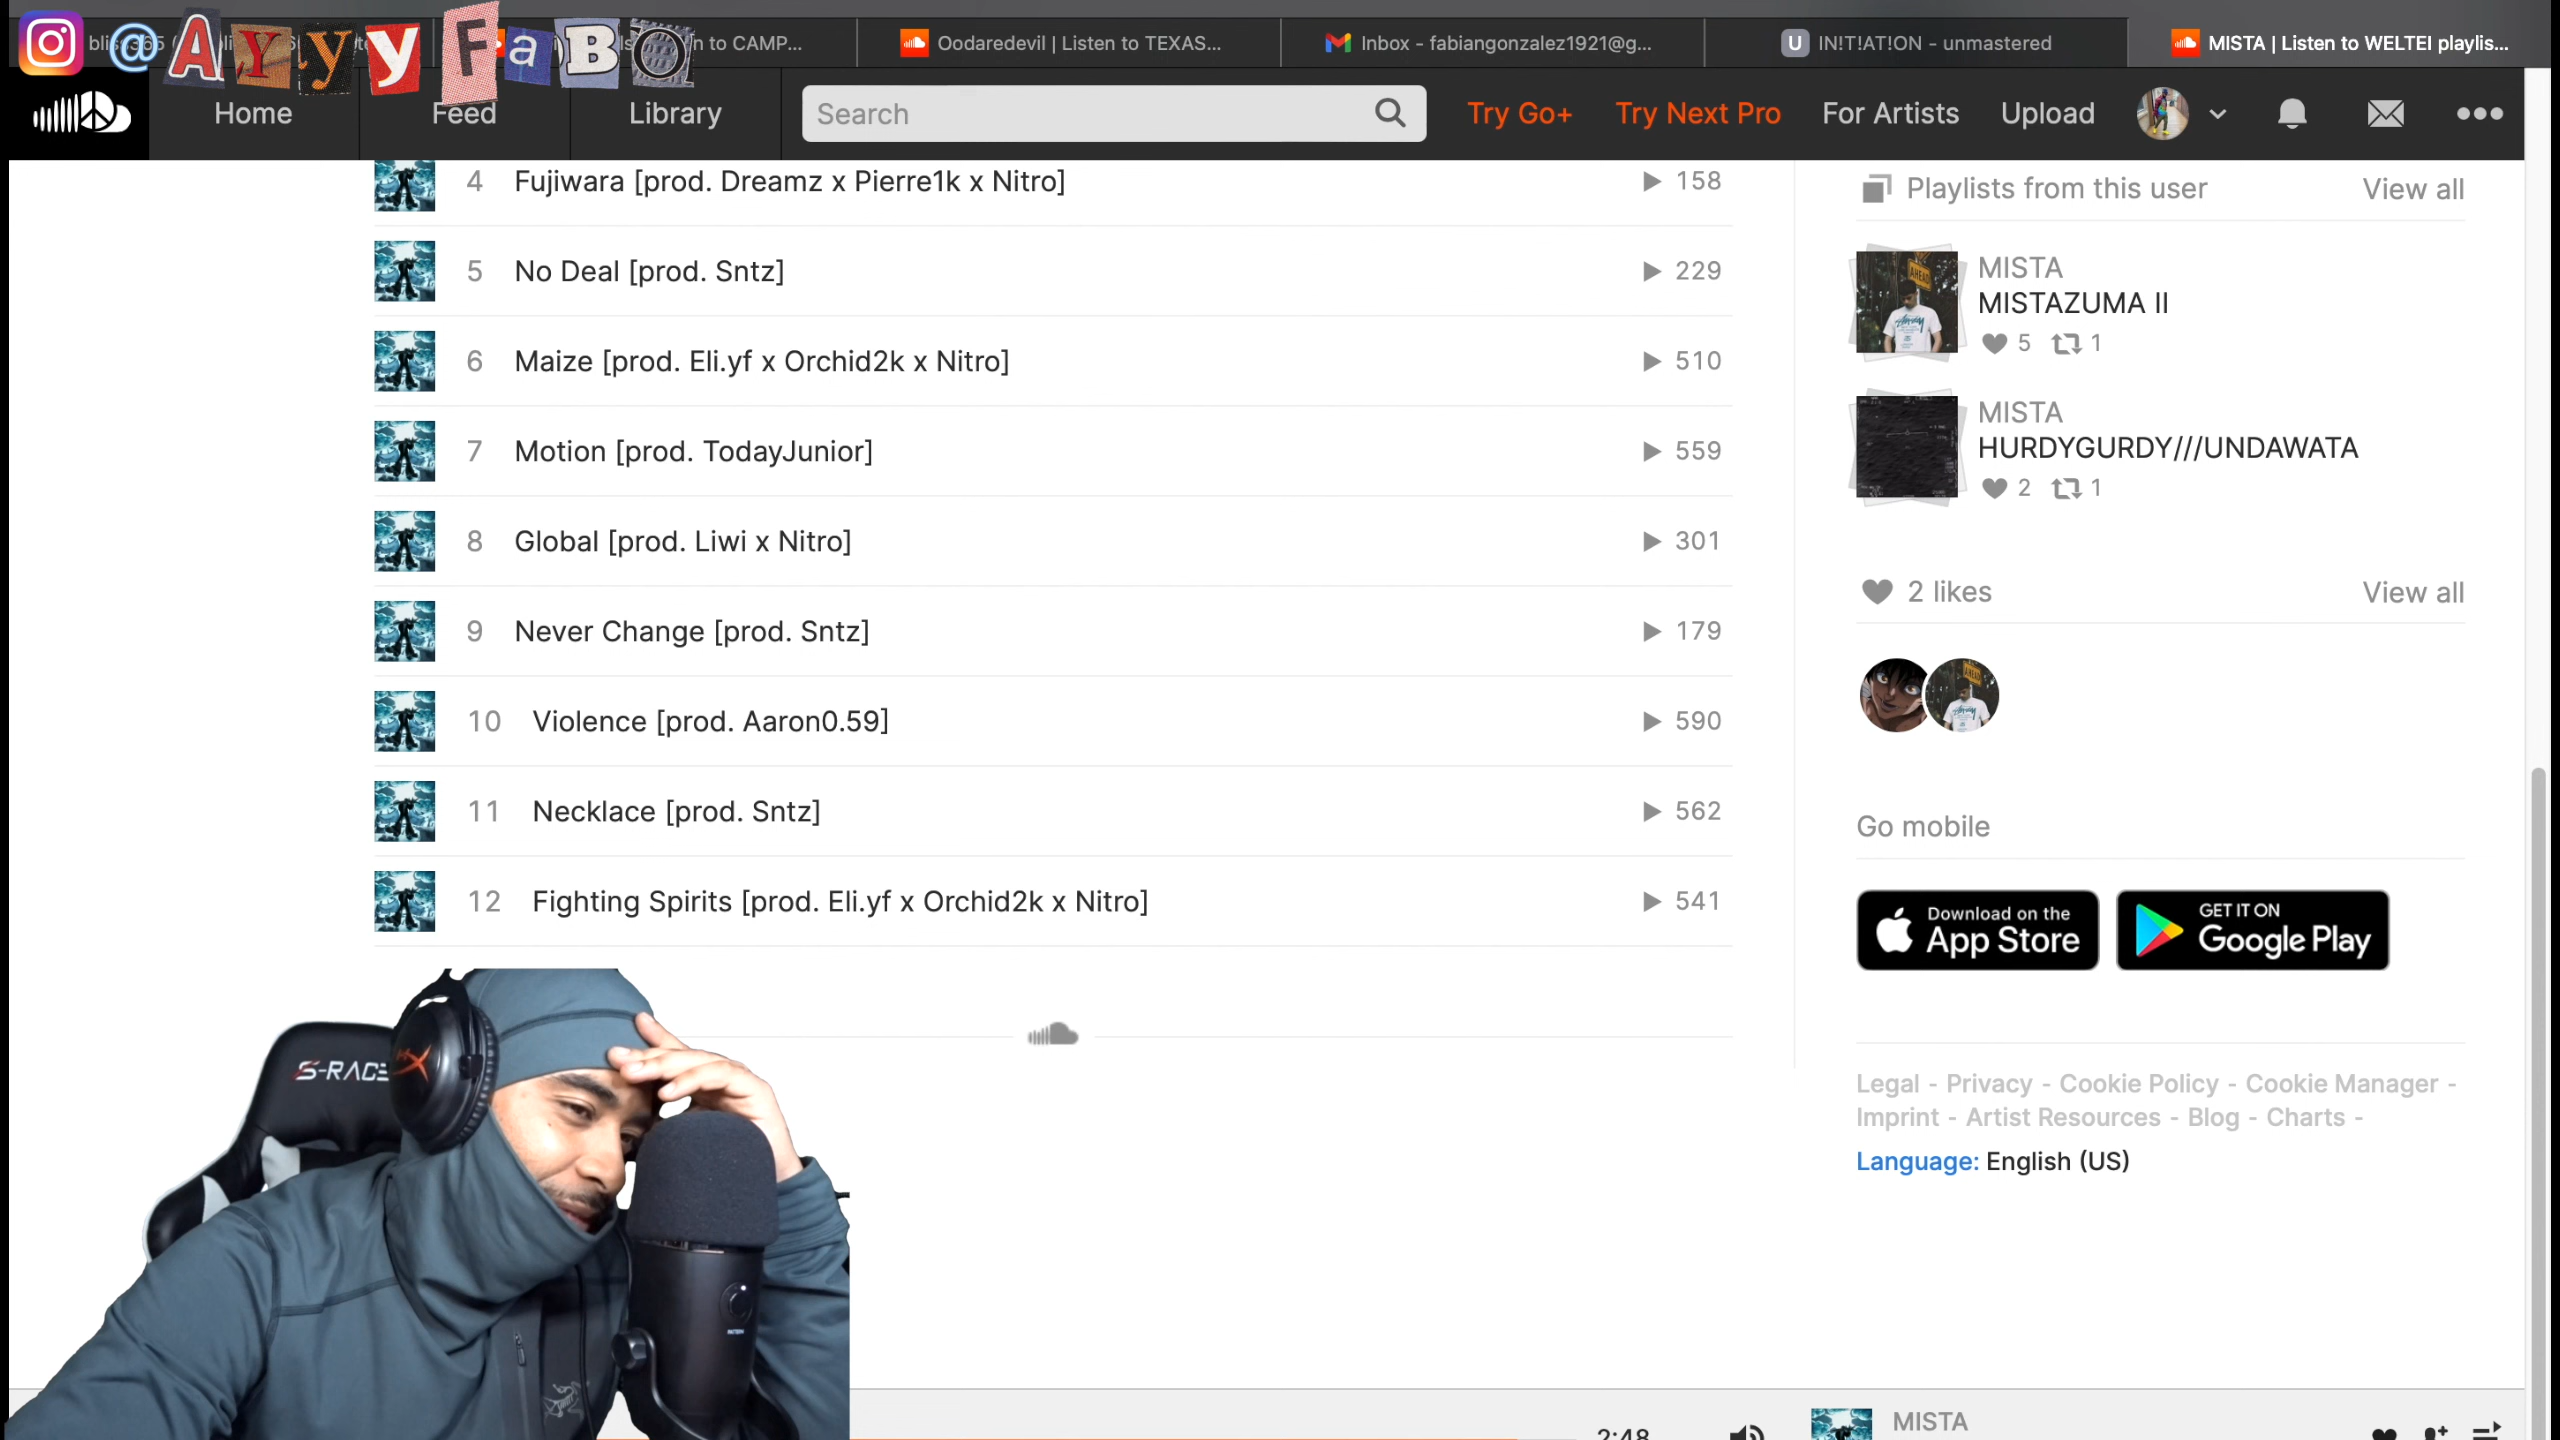 @AYyyFaBO
n to CAMP...
Oodaredevil | Listen to TEXAS...
Inbox - fabiangonzalez1921@g...
U IN!T!AT!ON - unmastered
MISTA | Listen to WELTEI playlis...
Home
Feed
Library
Search
Try Go+
Try Next Pro
For Artists
Upload
4 Fujiwara [prod. Dreamz x Pierre1k x Nitro] 158
5 No Deal [prod. Sntz] 229
6 Maize [prod. Eli.yf x Orchid2k x Nitro] 510
7 Motion [prod. TodayJunior] 559
8 Global [prod. Liwi x Nitro] 301
9 Never Change [prod. Sntz] 179
10 Violence [prod. Aaron0.59] 590
11 Necklace [prod. Sntz] 562
12 Fighting Spirits [prod. Eli.yf x Orchid2k x Nitro] 541
Playlists from this user View all
MISTA
MISTAZUMA II
5 1
MISTA
HURDYGURDY///UNDAWATA
2 1
2 likes View all
Go mobile
Download on the
App Store
GET IT ON
Google Play
Legal - Privacy - Cookie Policy - Cookie Manager -
Imprint - Artist Resources - Blog - Charts -
Language: English (US)
S-RACE
2:48
MISTA